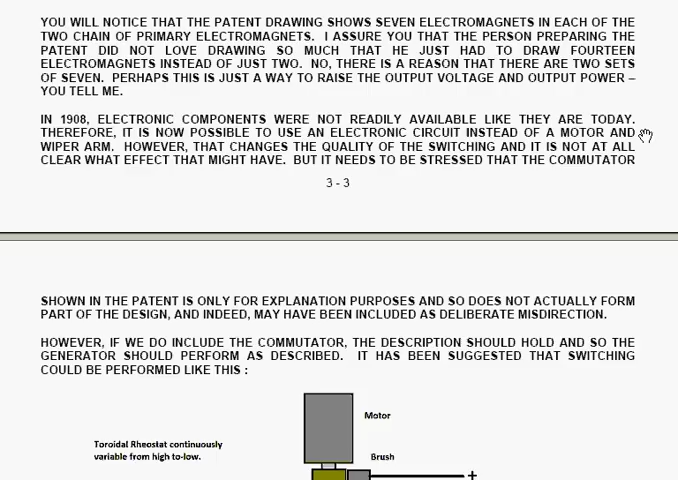 YOU WILL NOTICE THAT THE PATENT DRAWING SHOWS SEVEN ELECTROMAGNETS IN EACH OF THE
TWO CHAIN OF PRIMARY ELECTROMAGNETS. I ASSURE YOU THAT THE PERSON PREPARING THE
PATENT DID NOT LOVE DRAWING SO MUCH THAT HE JUST HAD TO DRAW FOURTEEN
ELECTROMAGNETS INSTEAD OF JUST TWO. NO, THERE IS A REASON THAT THERE ARE TWO SETS
OF SEVEN. PERHAPS THIS IS JUST A WAY TO RAISE THE OUTPUT VOLTAGE AND OUTPUT POWER –
YOU TELL ME.
IN 1908, ELECTRONIC COMPONENTS WERE NOT READILY AVAILABLE LIKE THEY ARE TODAY.
THEREFORE, IT IS NOW POSSIBLE TO USE AN ELECTRONIC CIRCUIT INSTEAD OF A MOTOR AND
WIPER ARM. HOWEVER, THAT CHANGES THE QUALITY OF THE SWITCHING AND IT IS NOT AT ALL
CLEAR WHAT EFFECT THAT MIGHT HAVE. BUT IT NEEDS TO BE STRESSED THAT THE COMMUTATOR
3 - 3
SHOWN IN THE PATENT IS ONLY FOR EXPLANATION PURPOSES AND SO DOES NOT ACTUALLY FORM
PART OF THE DESIGN, AND INDEED, MAY HAVE BEEN INCLUDED AS DELIBERATE MISDIRECTION.
HOWEVER, IF WE DO INCLUDE THE COMMUTATOR, THE DESCRIPTION SHOULD HOLD AND SO THE
GENERATOR SHOULD PERFORM AS DESCRIBED. IT HAS BEEN SUGGESTED THAT SWITCHING
COULD BE PERFORMED LIKE THIS :
Motor
Toroidal Rheostat continuously
variable from high to-low.
Brush
+